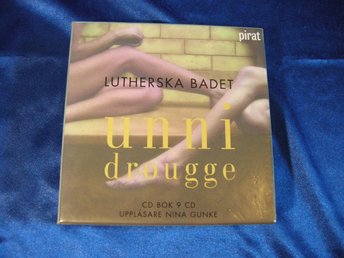 pirat
LUTHERSKA BADET
unni
drougge
CD BOK 9 CD
UPPLÄSARE NINA GUNKE